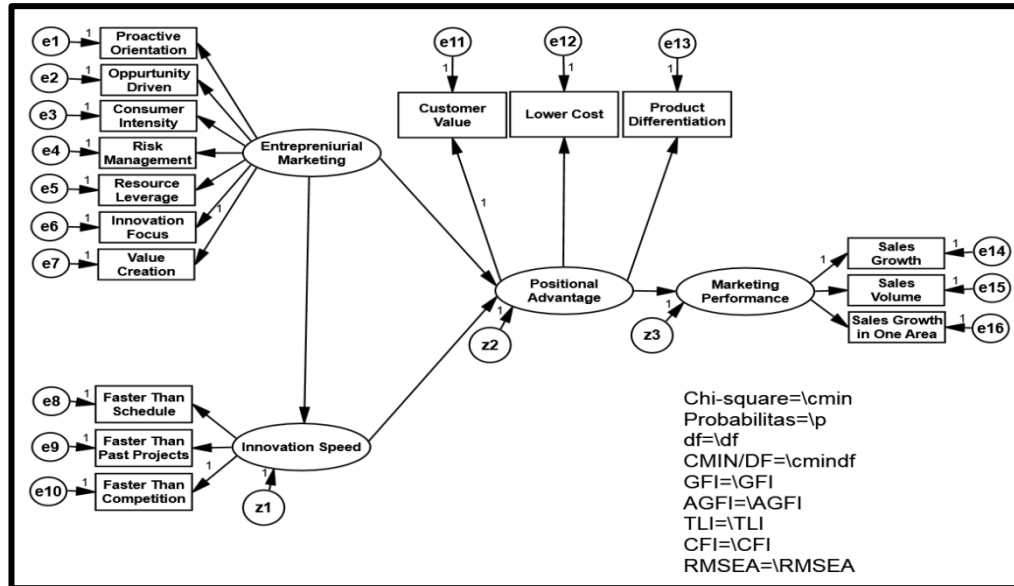 e1
1
Proactive
Orientation
e2
1
Oppurtunity
Driven
e3
1
Consumer
Intensity
e4
1
Risk
Management
e5
1
Resource
Leverage
e6
1
Innovation
Focus
1
e7
1
Value
Creation
Entrepreniurial
Marketing
e11
1
Customer
Value
e12
1
Lower Cost
e13
1
Product
Differentiation
1
Positional
Advantage
1
z2
Marketing
Performance
1
z3
1
Sales
Growth
1
e14
Sales
Volume
1
e15
Sales Growth
in One Area
1
e16
e8
1
Faster Than
Schedule
e9
1
Faster Than
Past Projects
e10
1
Faster Than
Competition
1
Innovation Speed
1
z1
Chi-square=\cmin
Probabilitas=\p
df=\df
CMIN/DF=\cmindf
GFI=\GFI
AGFI=\AGFI
TLI=\TLI
CFI=\CFI
RMSEA=\RMSEA